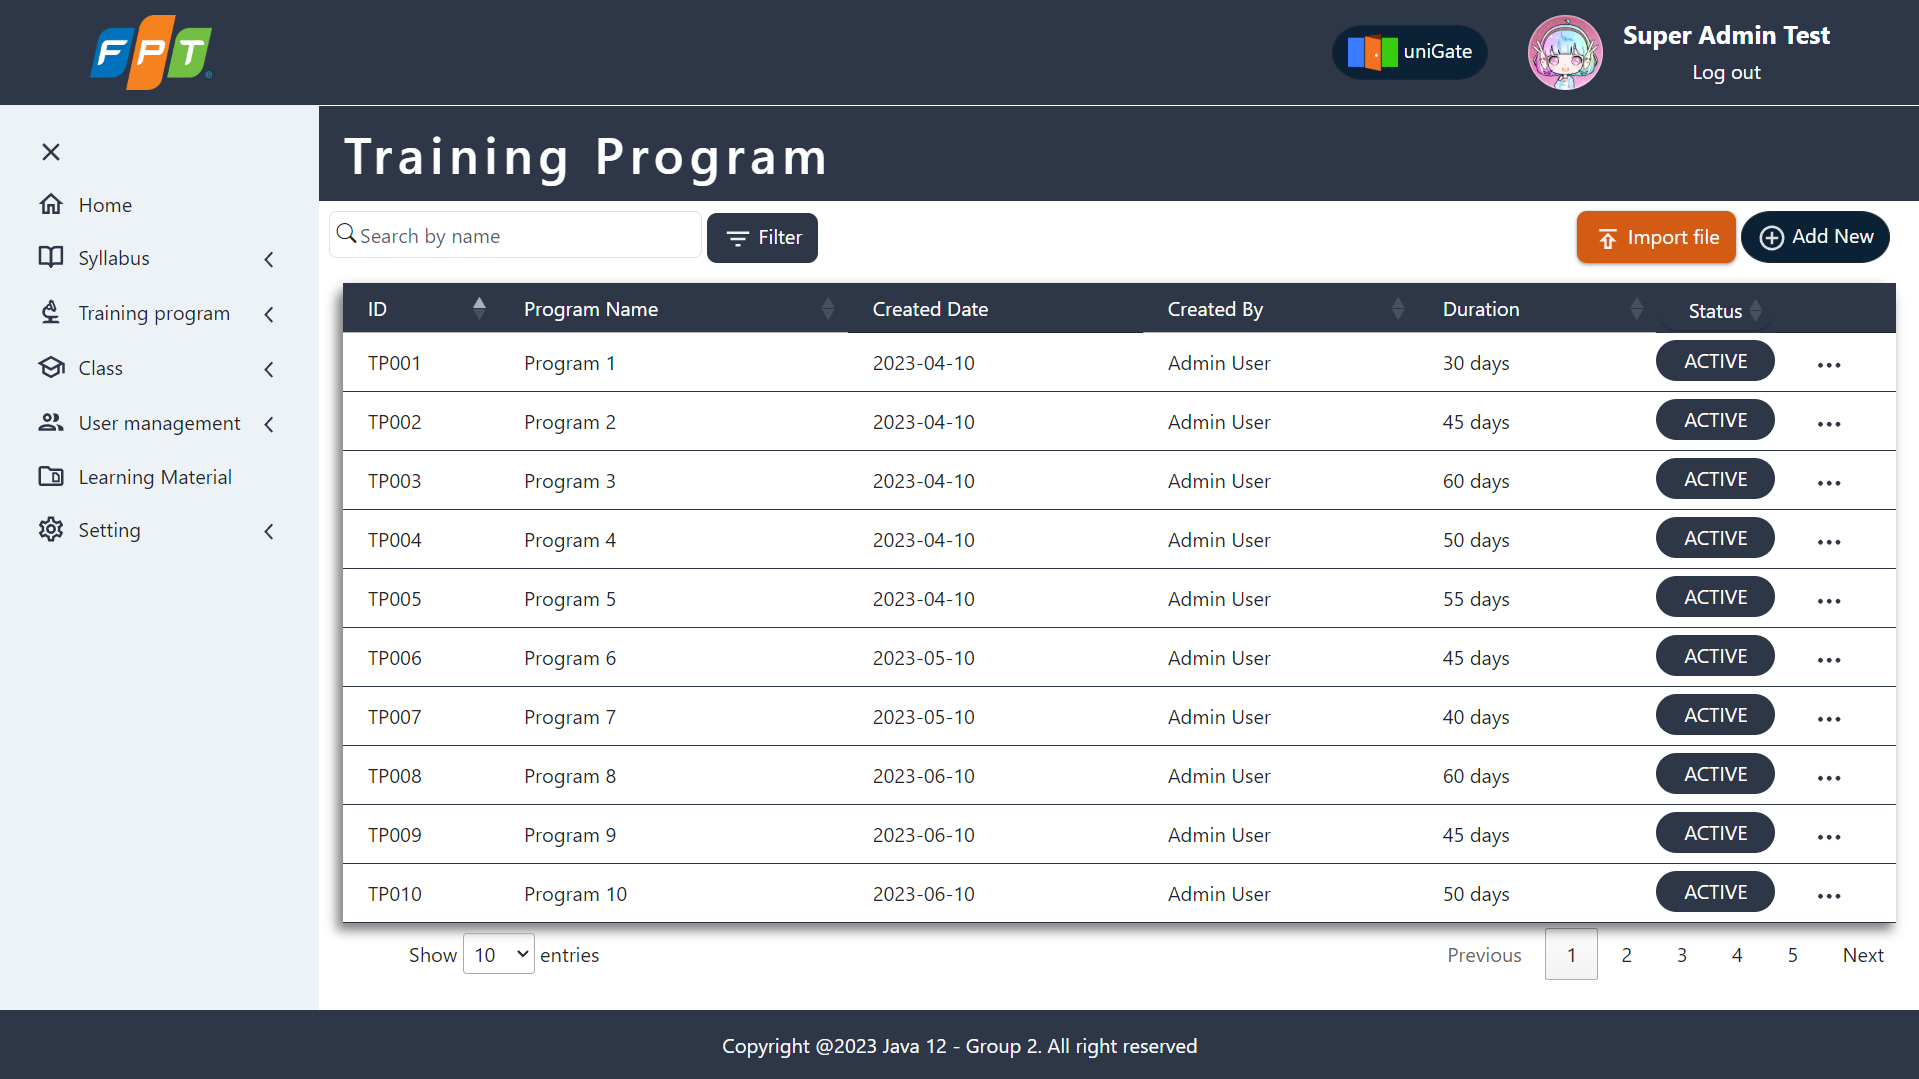 FPT®
uniGate
Super Admin Test
Log out
Home
Syllabus
Training program
Class
User management
Learning Material
Setting
Training Program
Search by name
Filter
Import file
Add New
ID Program Name Created Date Created By Duration Status
TP001 Program 1 2023-04-10 Admin User 30 days ACTIVE ...
TP002 Program 2 2023-04-10 Admin User 45 days ACTIVE ...
TP003 Program 3 2023-04-10 Admin User 60 days ACTIVE ...
TP004 Program 4 2023-04-10 Admin User 50 days ACTIVE ...
TP005 Program 5 2023-04-10 Admin User 55 days ACTIVE ...
TP006 Program 6 2023-05-10 Admin User 45 days ACTIVE ...
TP007 Program 7 2023-05-10 Admin User 40 days ACTIVE ...
TP008 Program 8 2023-06-10 Admin User 60 days ACTIVE ...
TP009 Program 9 2023-06-10 Admin User 45 days ACTIVE ...
TP010 Program 10 2023-06-10 Admin User 50 days ACTIVE ...
Show 10 entries
Previous 1 2 3 4 5 Next
Copyright @2023 Java 12 - Group 2. All right reserved